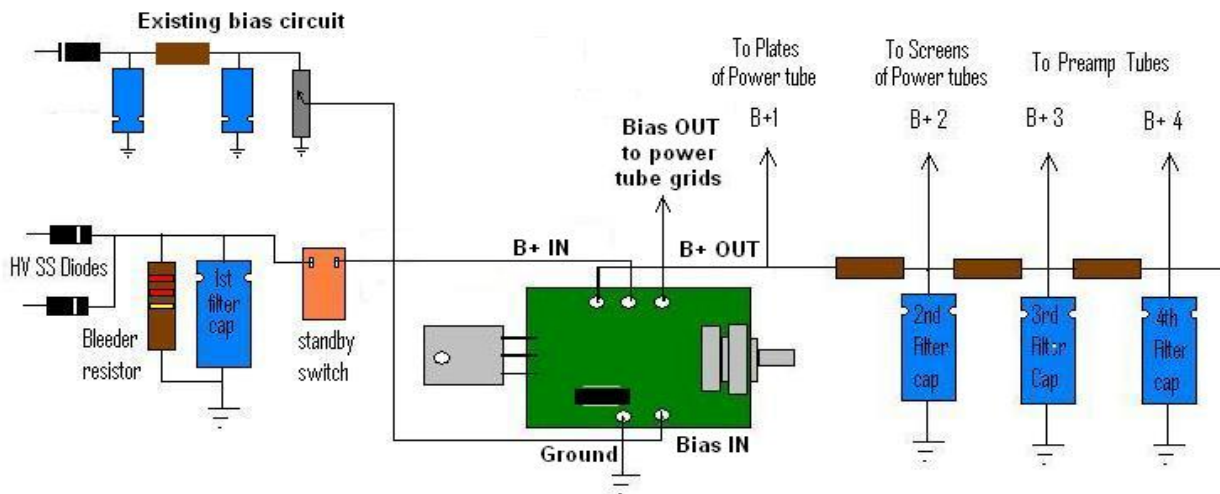 Existing bias circuit
To Plates
of Power tube
B+1
To Screens
of Power tubes
B+ 2
To Preamp Tubes
B+ 3
B+ 4
Bias OUT
to power
tube grids
B+ IN
B+ OUT
HV SS Diodes
Bleeder
resistor
1st
filter
cap
standby
switch
Ground
Bias IN
2nd
Filter
cap
3rd
Filter
Cap
4th
Filter
cap